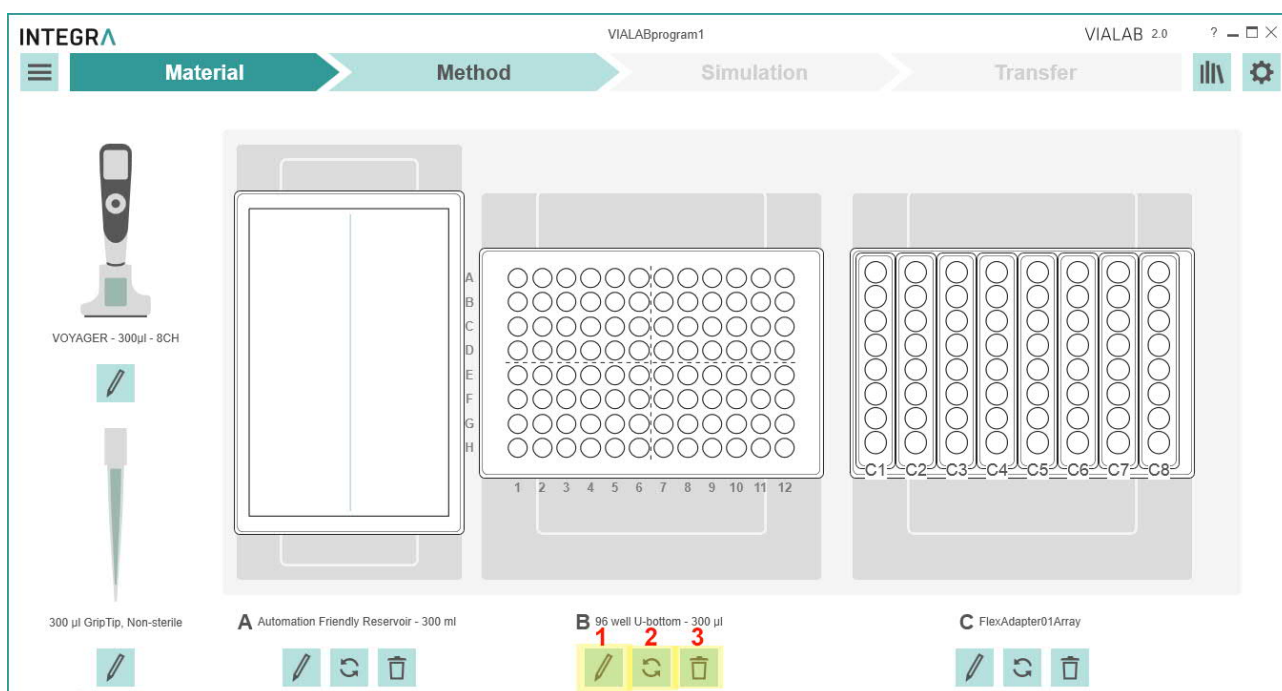 INTEGRA
VIALABprogram1
VIALAB 2.0
?
Material
Method
Simulation
Transfer
VOYAGER - 300µl - 8CH
300 µl GripTip, Non-sterile
A
B
C
D
E
F
G
H
1 2 3 4 5 6 7 8 9 10 11 12
C1 C2 C3 C4 C5 C6 C7 C8
A Automation Friendly Reservoir - 300 ml
B 96 well U-bottom - 300 µl
C FlexAdapter01Array
1 2 3